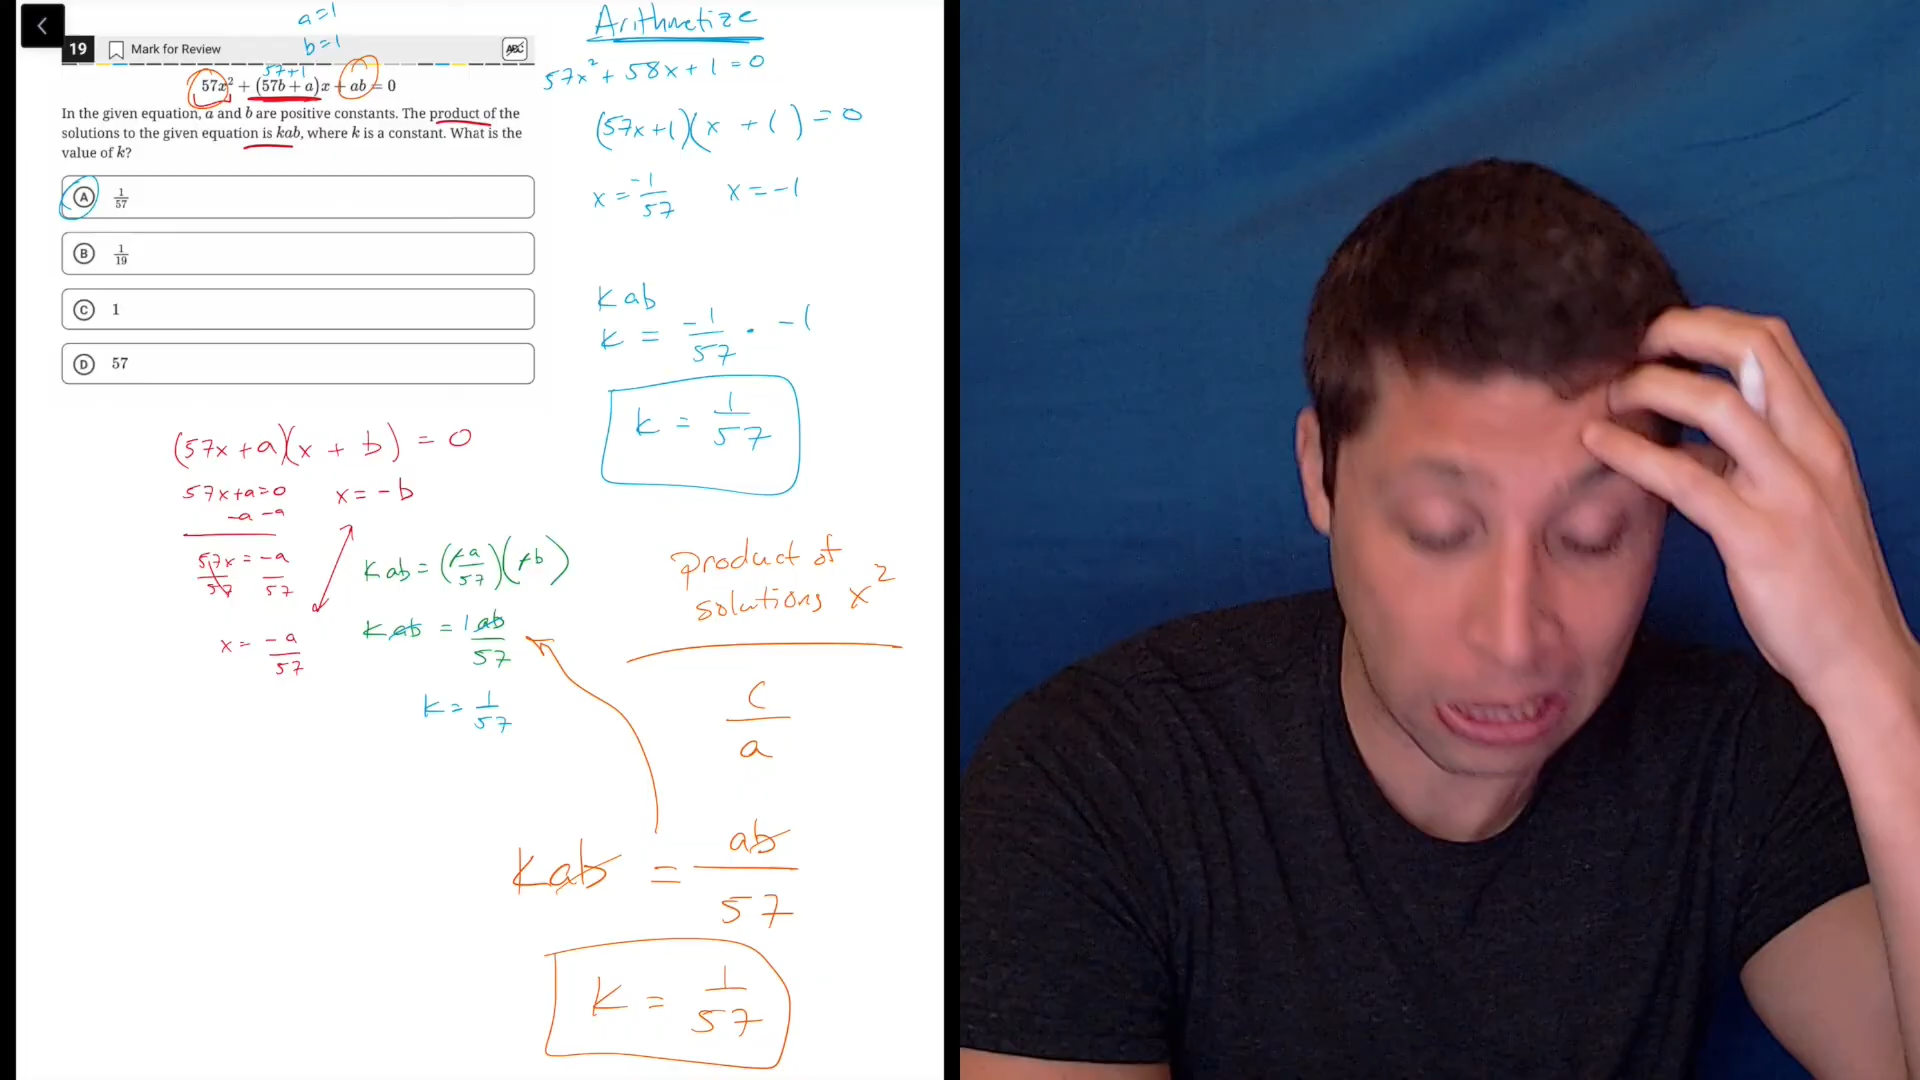 a=1
b=1
19 Mark for Review ABC
57+1
57x² + (57b + a)x + ab = 0
In the given equation, a and b are positive constants. The product of the
solutions to the given equation is kab, where k is a constant. What is the
value of k?
A 1/57
B 1/19
C 1
D 57
(57x + a)(x + b) = 0
57x+a=0 x = -b
-a -a
57x = -a
57 57
x = -a/57
kab = (-a/57)(-b)
kab = 1ab/57
k = 1/57
Arithmetize
57x² + 58x + 1 = 0
(57x+1)(x + 1) = 0
x = -1/57 x = -1
kab
k = -1/57 · -1
k = 1/57
product of
solutions x²
c
a
kab = ab/57
k = 1/57